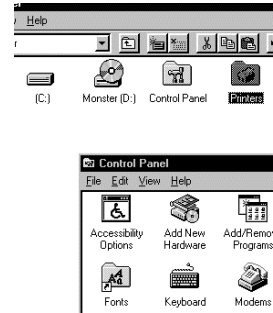 Help
(C:) Monster (D:) Control Panel Printers
Control Panel
File Edit View Help
Accessibility Options
Add New Hardware
Add/Remov
Programs
Fonts Keyboard Modems